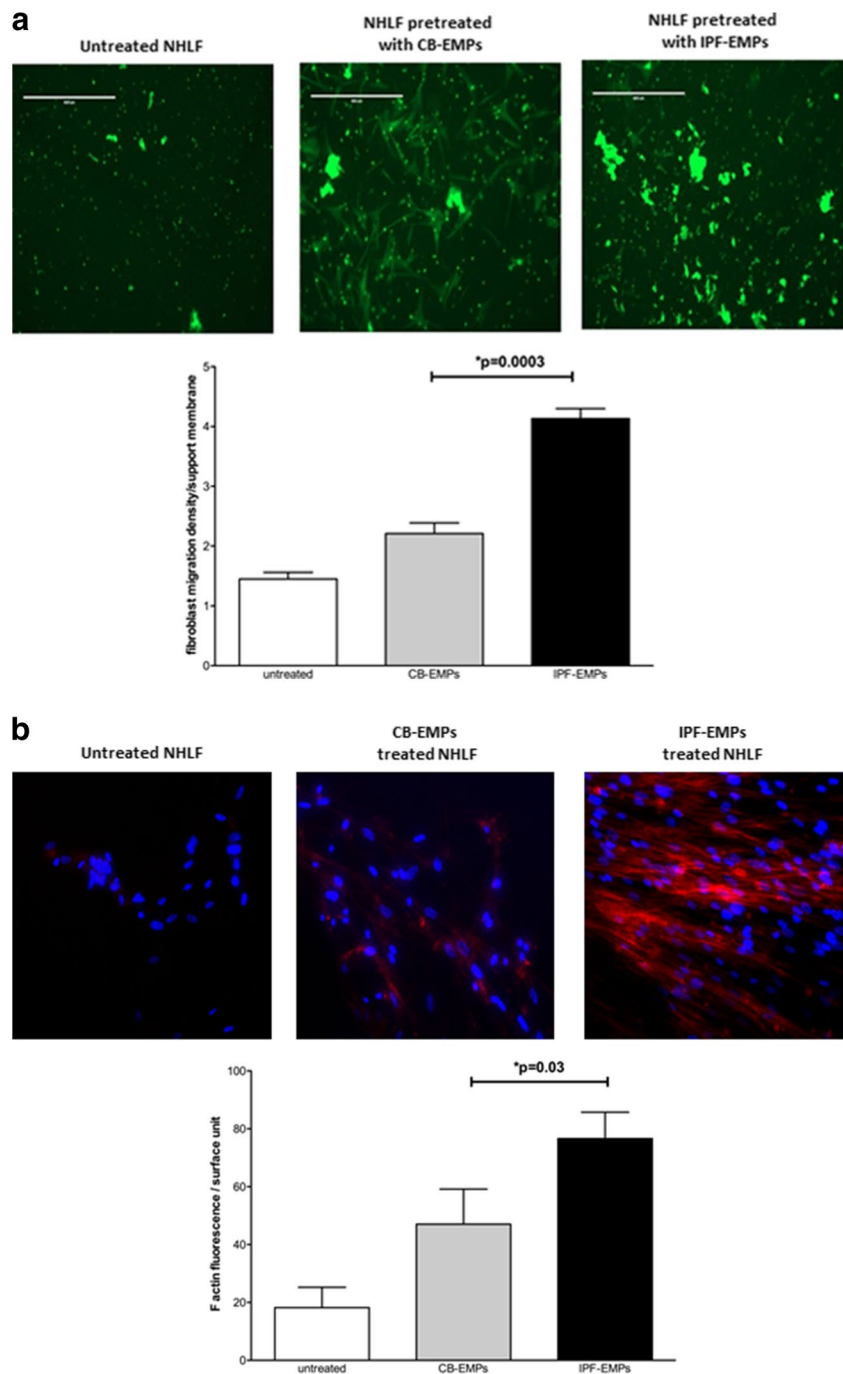 a
Untreated NHLF
NHLF pretreated
with CB-EMPs
NHLF pretreated
with IPF-EMPs
*p=0.0003
fibroblast migration density/support membrane
5
4
3
2
1
0
untreated
CB-EMPs
IPF-EMPs
b
Untreated NHLF
CB-EMPs
treated NHLF
IPF-EMPs
treated NHLF
*p=0.03
F actin fluorescence / surface unit
100
80
60
40
20
0
untreated
CB-EMPs
IPF-EMPs